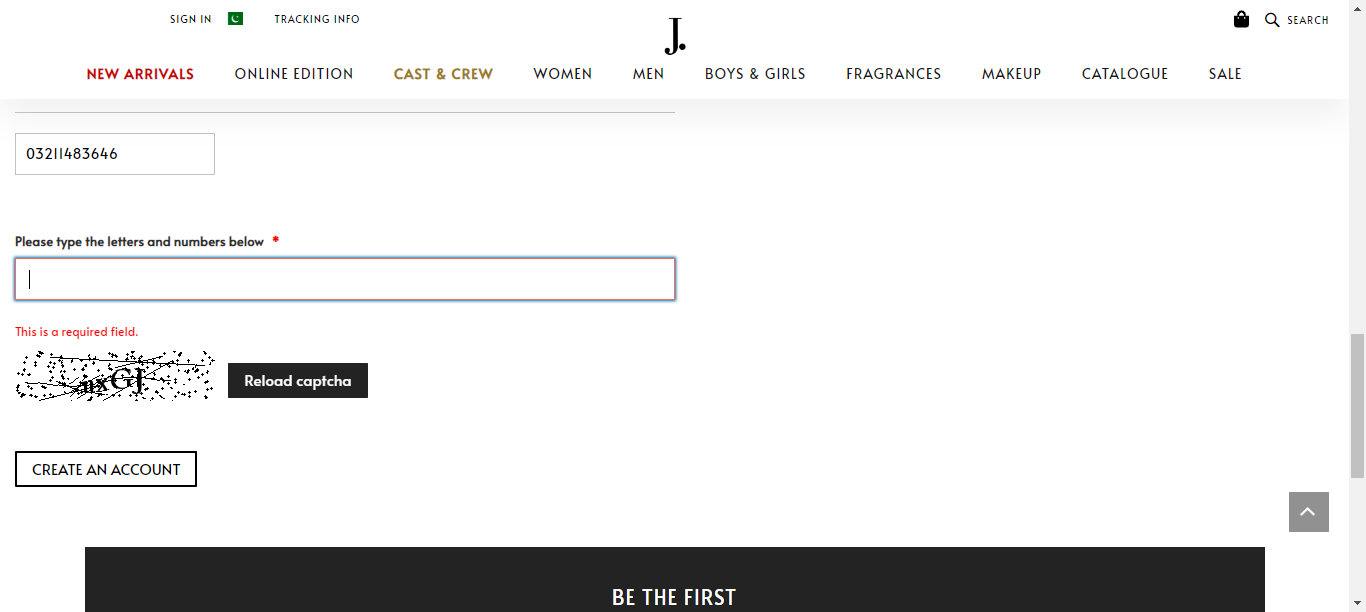 SIGN IN TRACKING INFO J. SEARCH
NEW ARRIVALS ONLINE EDITION CAST & CREW WOMEN MEN BOYS & GIRLS FRAGRANCES MAKEUP CATALOGUE SALE
03211483646
Please type the letters and numbers below *
This is a required field.
Reload captcha
CREATE AN ACCOUNT
BE THE FIRST